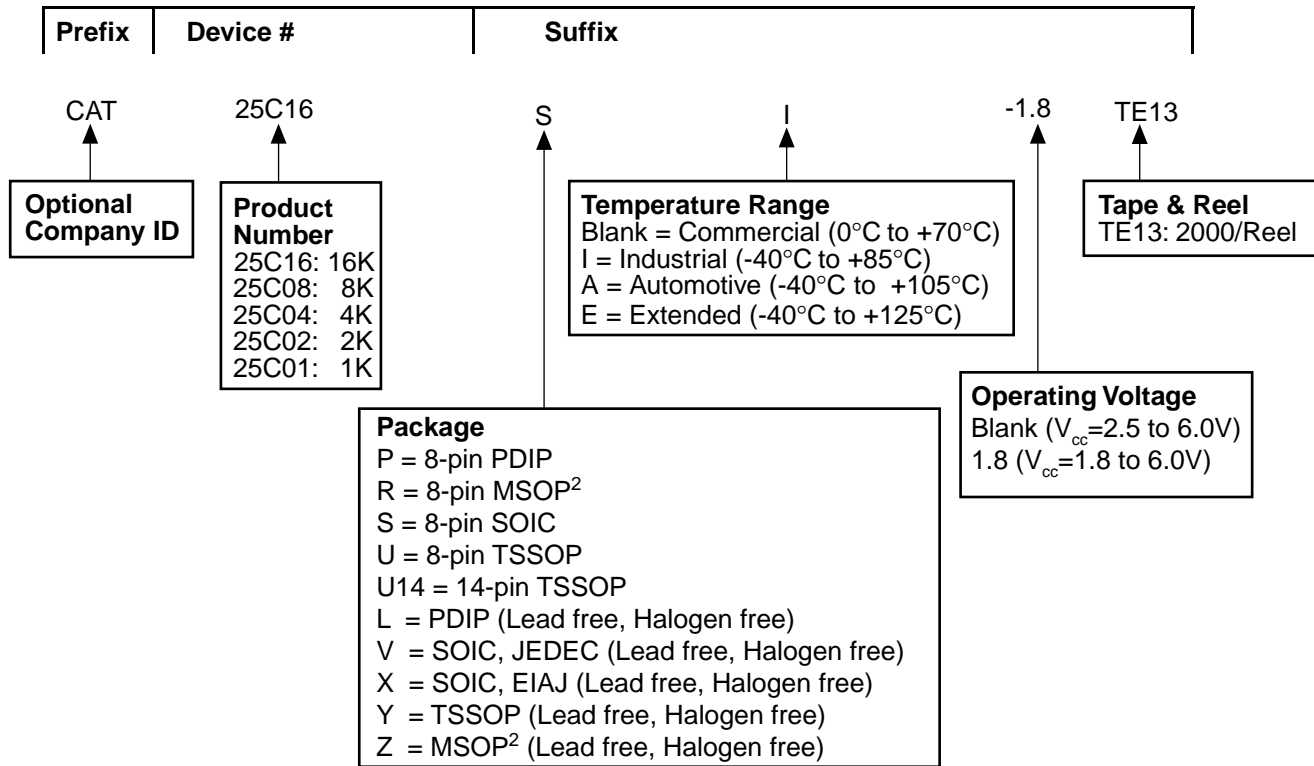 Prefix Device # Suffix
CAT 25C16 S I -1.8 TE13
Optional
Company ID
Product
Number
25C16: 16K
25C08: 8K
25C04: 4K
25C02: 2K
25C01: 1K
Temperature Range
Blank = Commercial (0°C to +70°C)
I = Industrial (-40°C to +85°C)
A = Automotive (-40°C to +105°C)
E = Extended (-40°C to +125°C)
Tape & Reel
TE13: 2000/Reel
Package
P = 8-pin PDIP
R = 8-pin MSOP²
S = 8-pin SOIC
U = 8-pin TSSOP
U14 = 14-pin TSSOP
L = PDIP (Lead free, Halogen free)
V = SOIC, JEDEC (Lead free, Halogen free)
X = SOIC, EIAJ (Lead free, Halogen free)
Y = TSSOP (Lead free, Halogen free)
Z = MSOP² (Lead free, Halogen free)
Operating Voltage
Blank (Vcc=2.5 to 6.0V)
1.8 (Vcc=1.8 to 6.0V)